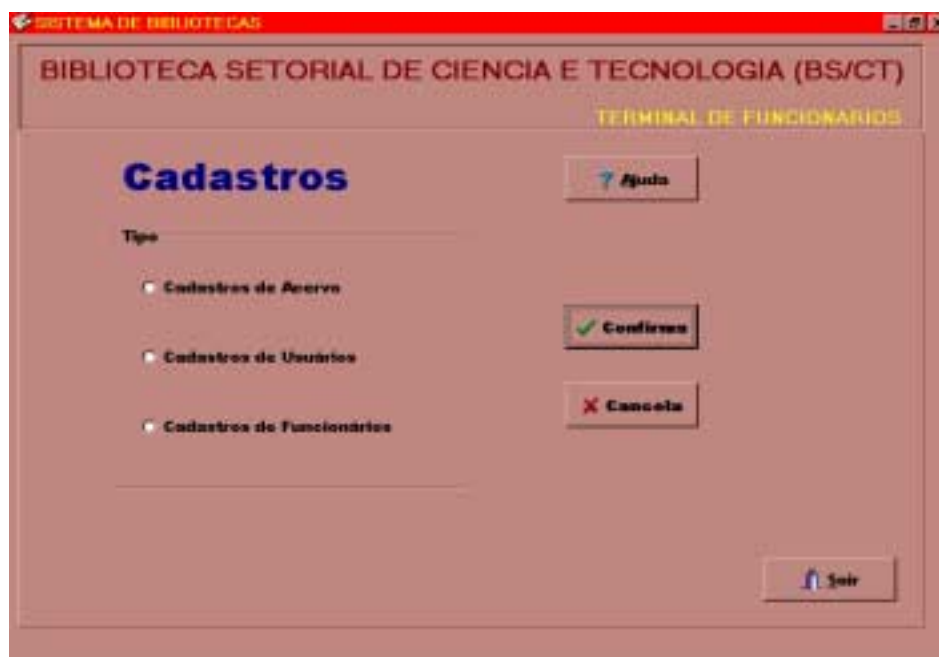 SISTEMA DE BIBLIOTECAS
BIBLIOTECA SETORIAL DE CIENCIA E TECNOLOGIA (BS/CT)
TERMINAL DE FUNCIONARIOS
Cadastros
? Ajuda
Tipo
Cadastros de Acervo
Confirma
Cadastros de Usuários
Cancela
Cadastros de Funcionários
Sair